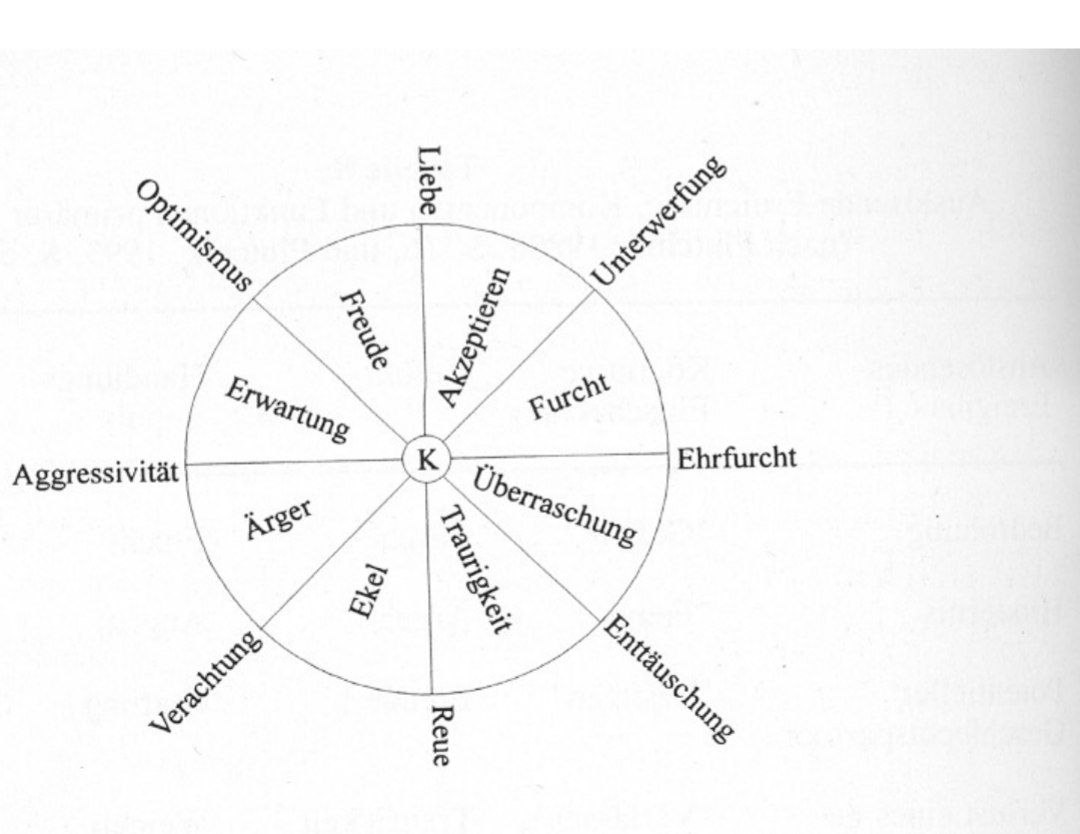 Liebe
Unterwerfung
Optimismus
Freude
Akzeptieren
Erwartung
Furcht
Aggressivität
K
Ehrfurcht
Überraschung
Ärger
Traurigkeit
Ekel
Enttäuschung
Verachtung
Reue